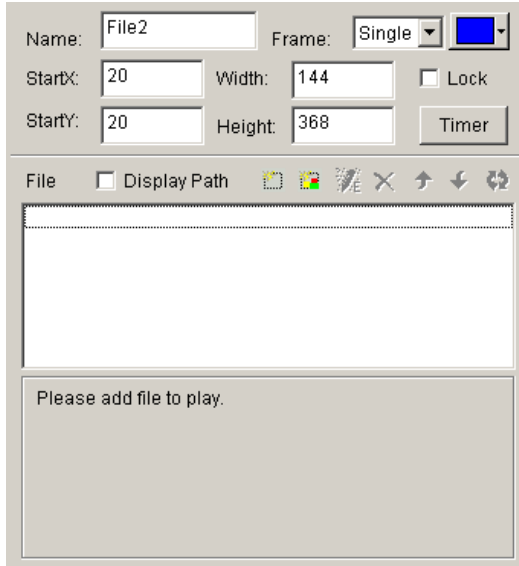 Name: File2 Frame: Single
StartX: 20 Width: 144 Lock
StartY: 20 Height: 368 Timer
File Display Path
Please add file to play.